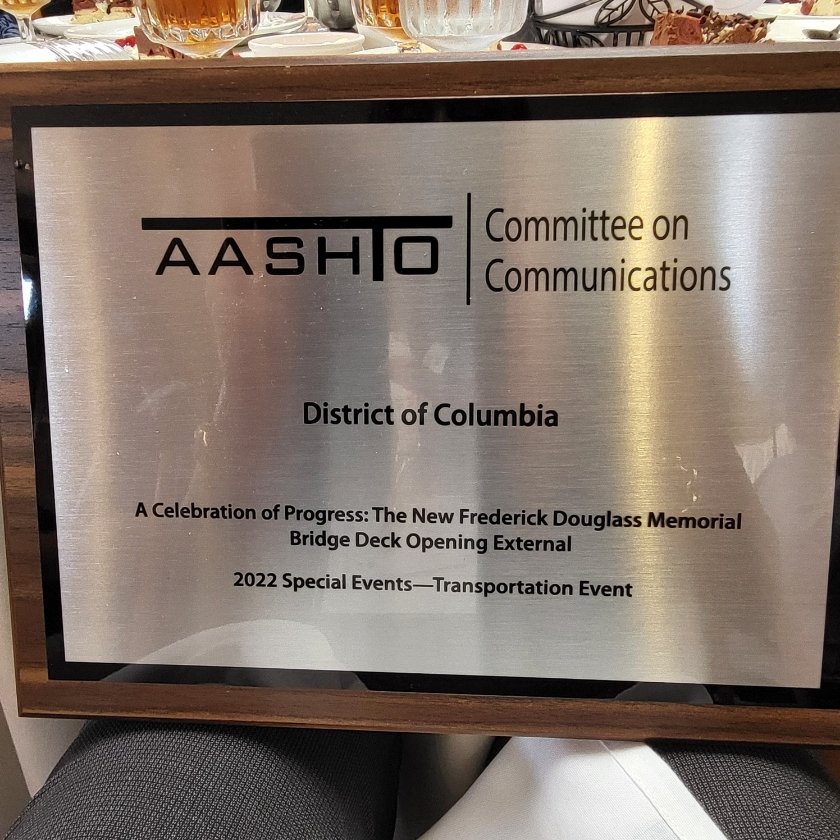 AASHTO
Committee on
Communications
District of Columbia
A Celebration of Progress: The New Frederick Douglass Memorial
Bridge Deck Opening External
2022 Special Events—Transportation Event